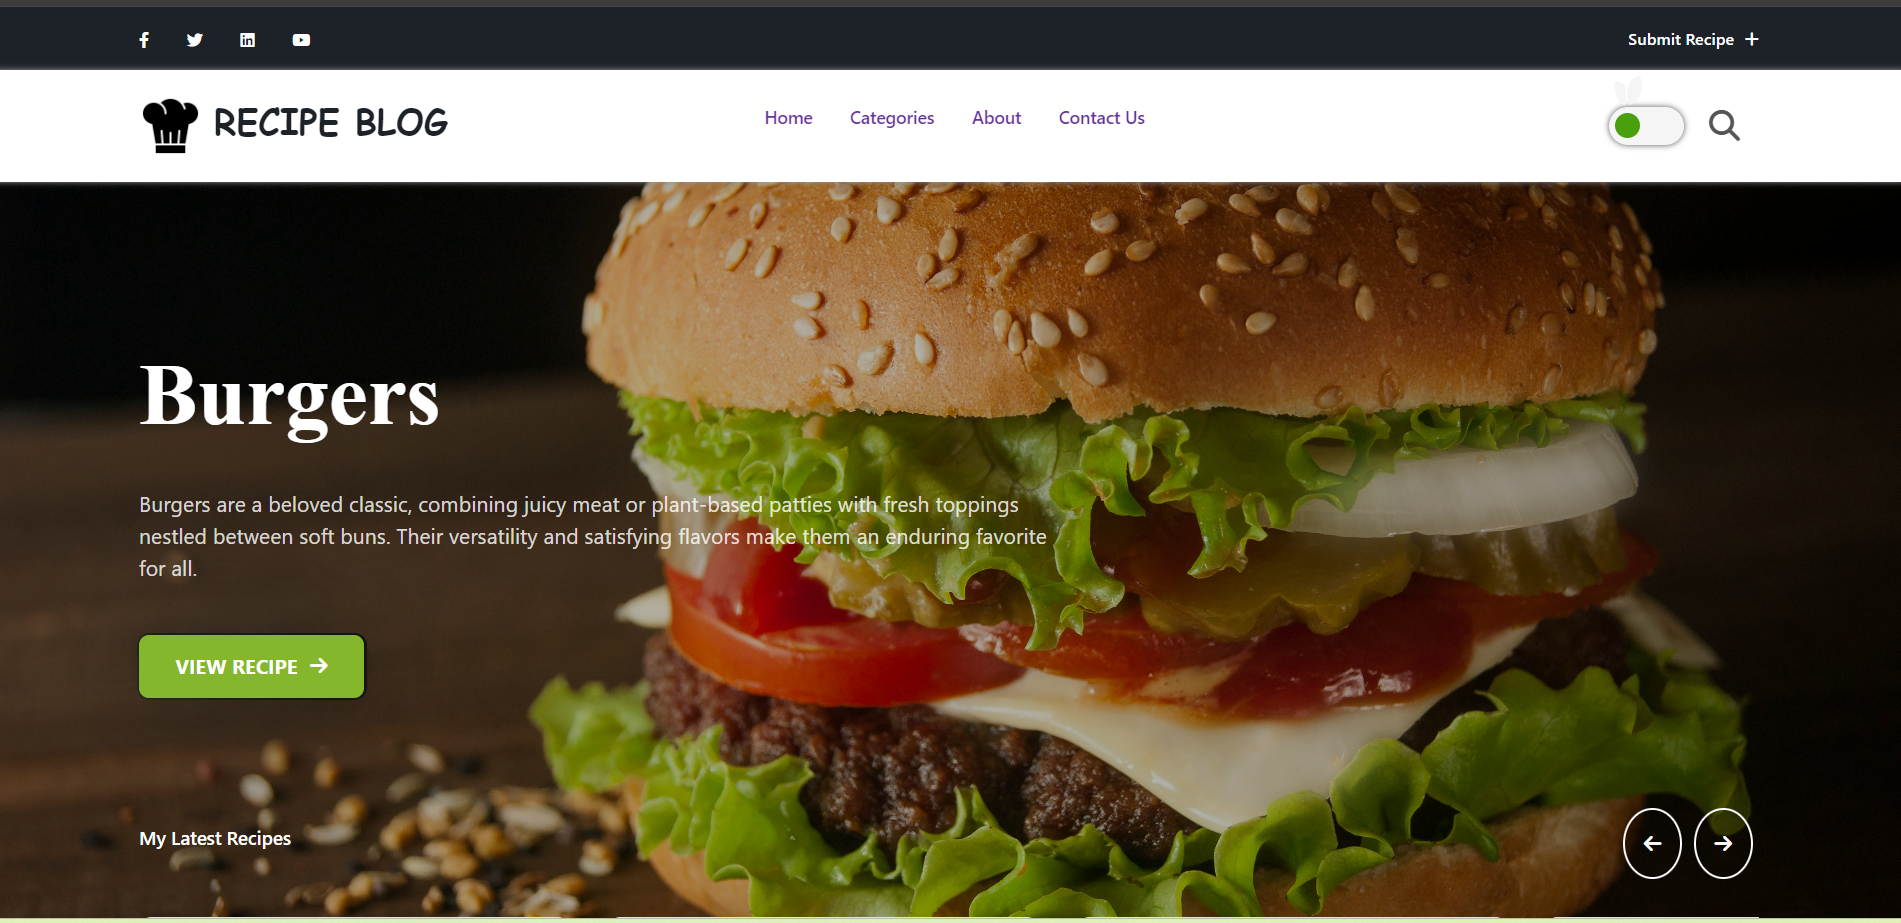 Submit Recipe
RECIPE BLOG
Home
Categories
About
Contact Us
Burgers
Burgers are a beloved classic, combining juicy meat or plant-based patties with fresh toppings
nestled between soft buns. Their versatility and satisfying flavors make them an enduring favorite
for all.
VIEW RECIPE
My Latest Recipes